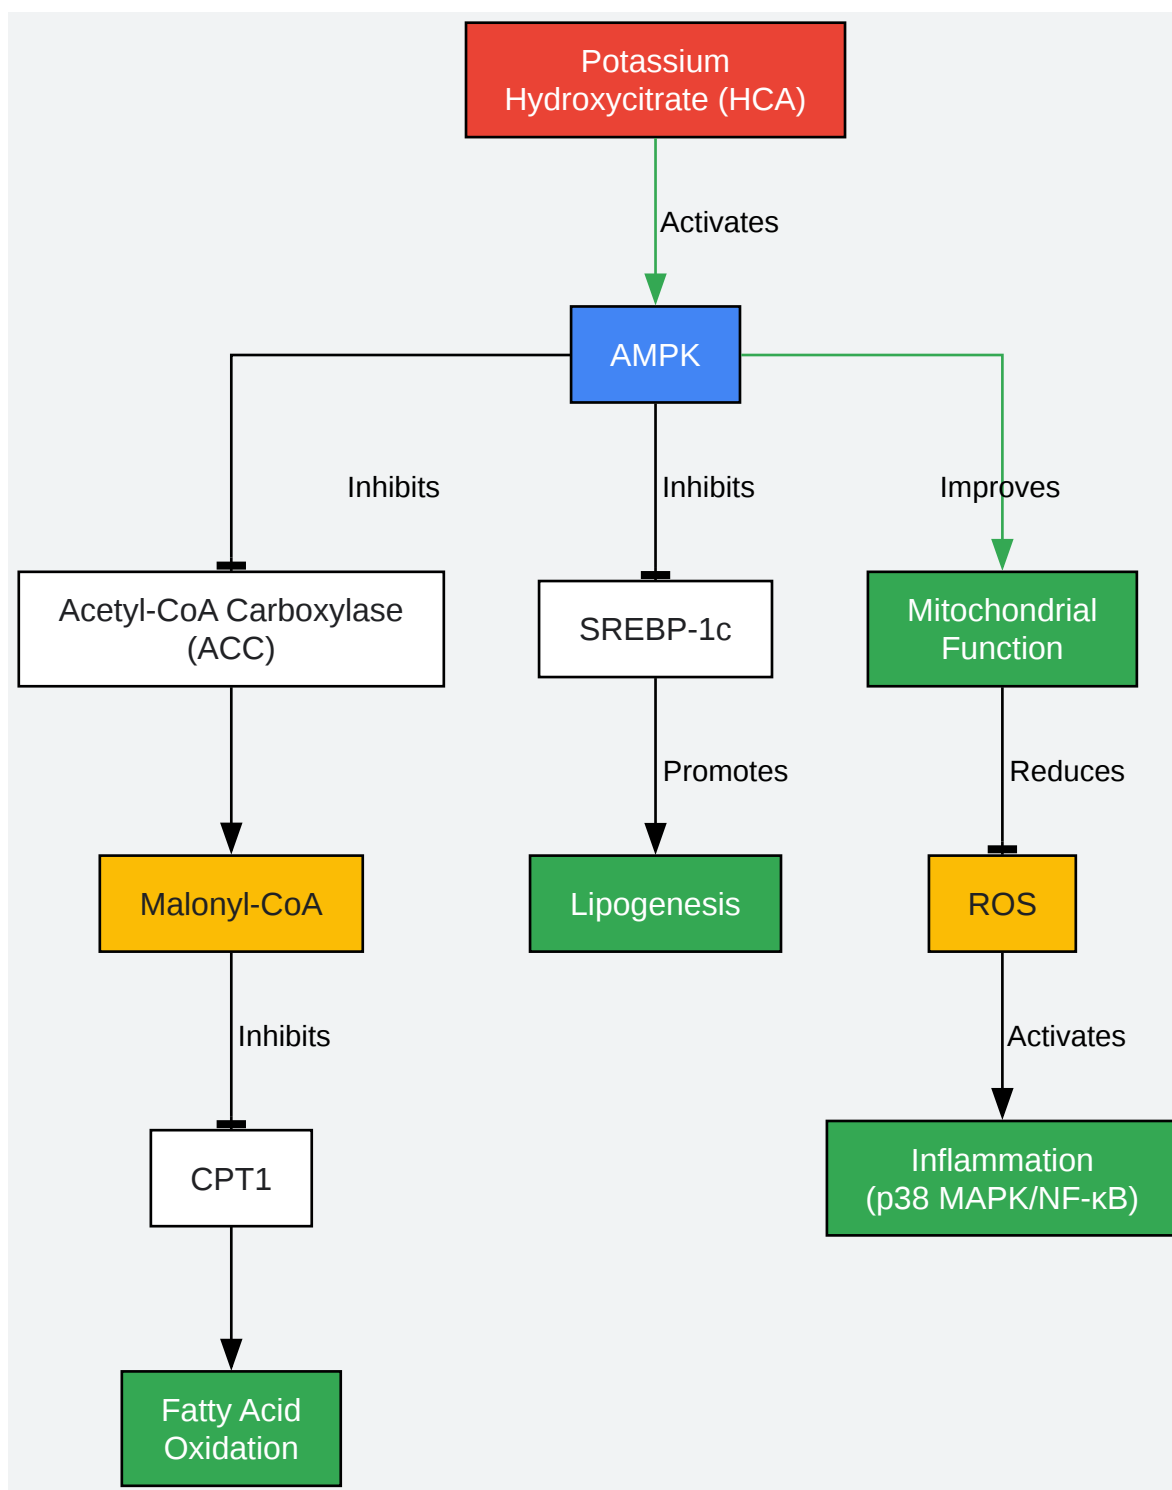 Potassium
Hydroxycitrate (HCA)
Activates
AMPK
Inhibits
Inhibits
Improves
Acetyl-CoA Carboxylase
(ACC)
SREBP-1c
Mitochondrial
Function
Promotes
Reduces
Malonyl-CoA
Lipogenesis
ROS
Inhibits
Activates
CPT1
Inflammation
(p38 MAPK/NF-κB)
Fatty Acid
Oxidation